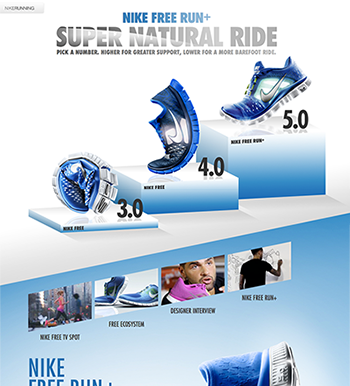 NIKERUNNING
NIKE FREE RUN+
SUPER NATURAL RIDE
PICK A NUMBER. HIGHER FOR GREATER SUPPORT, LOWER FOR A MORE BAREFOOT RIDE.
5.0
NIKE FREE RUN+
4.0
NIKE FREE
3.0
NIKE FREE
NIKE FREE TV SPOT
FREE ECOSYSTEM
DESIGNER INTERVIEW
NIKE FREE RUN+
NIKE
FREE RUN+